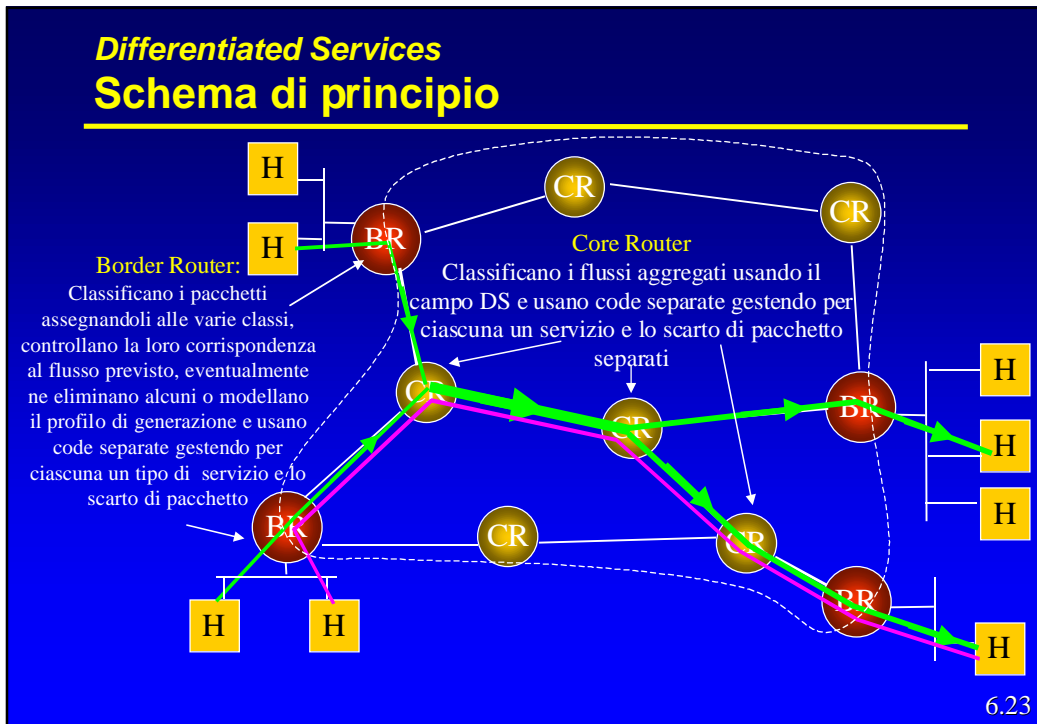 Differentiated Services
Schema di principio
H
CR
CR
BR
H
Border Router:
Classificano i pacchetti
assegnandoli alle varie classi,
controllano la loro corrispondenza
al flusso previsto, eventualmente
ne eliminano alcuni o modellano
il profilo di generazione e usano
code separate gestendo per
ciascuna un tipo di servizio e lo
scarto di pacchetto
Core Router
Classificano i flussi aggregati usando il
campo DS e usano code separate gestendo per
ciascuna un servizio e lo scarto di pacchetto
separati
CR
CR
BR
H
H
H
BR
CR
CR
BR
H
H
H
6.23